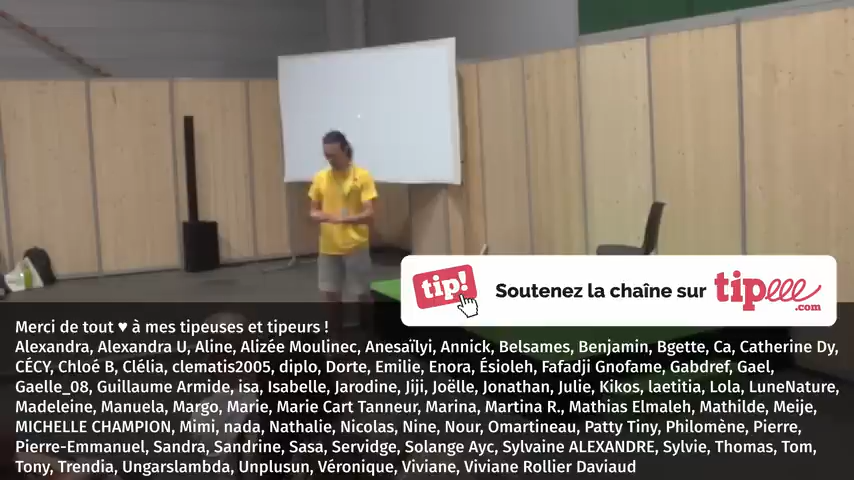 tip!
Soutenez la chaîne sur tipeee
.com
Merci de tout ♥ à mes tipeuses et tipeurs !
Alexandra, Alexandra U, Aline, Alizée Moulinec, Anesaïlyi, Annick, Belsames, Benjamin, Bgette, Ca, Catherine Dy,
CÉCY, Chloé B, Clélia, clematis2005, diplo, Dorte, Emilie, Enora, Ésioleh, Fafadji Gnofame, Gabdref, Gael,
Gaelle_08, Guillaume Armide, isa, Isabelle, Jarodine, Jiji, Joëlle, Jonathan, Julie, Kikos, laetitia, Lola, LuneNature,
Madeleine, Manuela, Margo, Marie, Marie Cart Tanneur, Marina, Martina R., Mathias Elmaleh, Mathilde, Meije,
MICHELLE CHAMPION, Mimi, nada, Nathalie, Nicolas, Nine, Nour, Omartineau, Patty Tiny, Philomène, Pierre,
Pierre-Emmanuel, Sandra, Sandrine, Sasa, Servidge, Solange Ayc, Sylvaine ALEXANDRE, Sylvie, Thomas, Tom,
Tony, Trendia, Ungarslambda, Unplusun, Véronique, Viviane, Viviane Rollier Daviaud